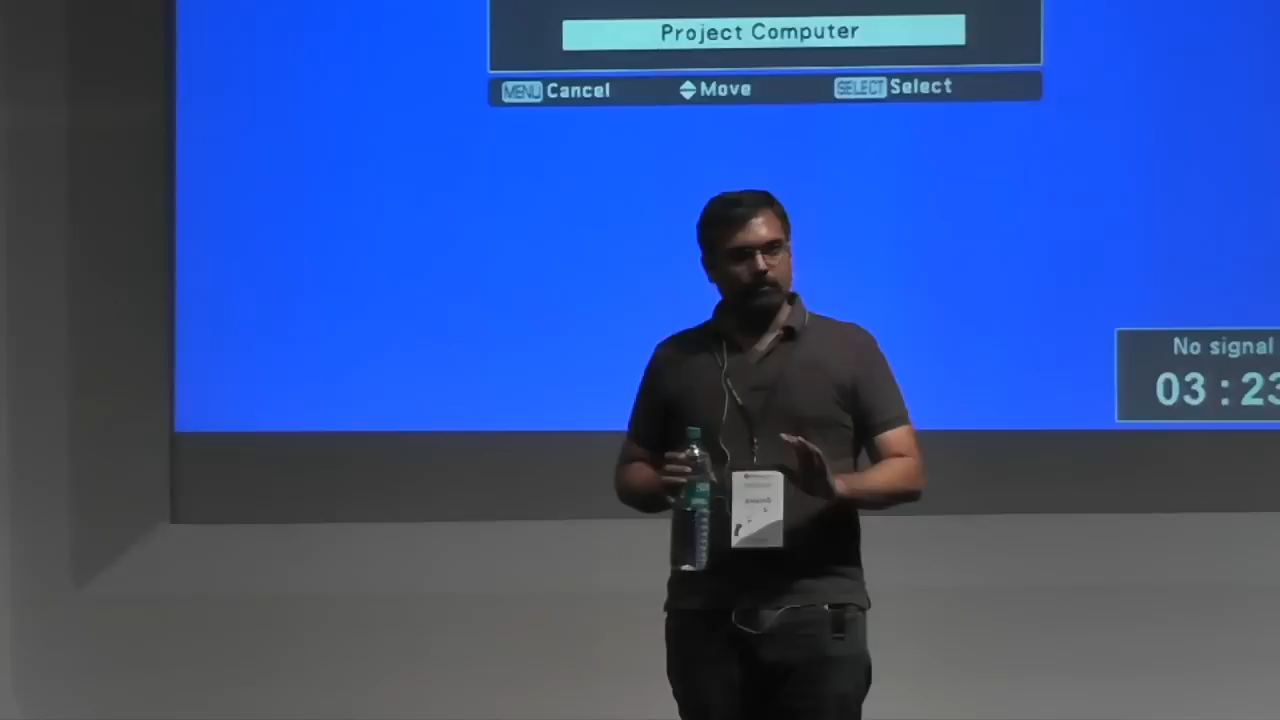 Project Computer
MENU Cancel
Move
SELECT Select
No signal
03 : 23